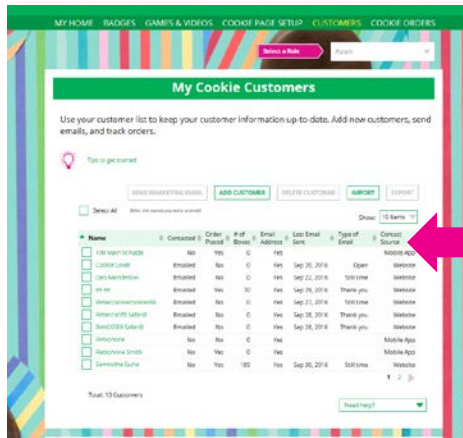 MY HOME BADGES GAMES & VIDEOS COOKIE PAGE SETUP CUSTOMERS COOKIE ORDERS
Select a Role Parent
My Cookie Customers
Use your customer list to keep your customer information up-to-date. Add new customers, send
emails, and track orders.
Tips to get started
SEND MARKETING EMAIL ADD CUSTOMER DELETE CUSTOMER IMPORT EXPORT
Select All
Show: 10 Items
Name Contacted Order Placed # of Boxes Email Address Last Email Sent Type of Email Contact Source
No Yes 0 Yes Mobile App
Cookie Lover Emailed No 0 Yes Sep 20, 2016 Open Website
Emailed No 0 Yes Sep 22, 2016 Still time Website
Emailed Yes 30 Yes Sep 29, 2016 Thank you Website
Emailed No 0 Yes Sep 23, 2016 Still time Website
Emailed No 0 Yes Sep 28, 2016 Thank you Website
Emailed No 0 Yes Sep 28, 2016 Thank you Website
No No 0 Yes Mobile App
Smith No Yes 0 Yes Mobile App
Guna No Yes 180 Yes Sep 30, 2016 Still time Website
1 2
Total: 13 Customers
Need Help?